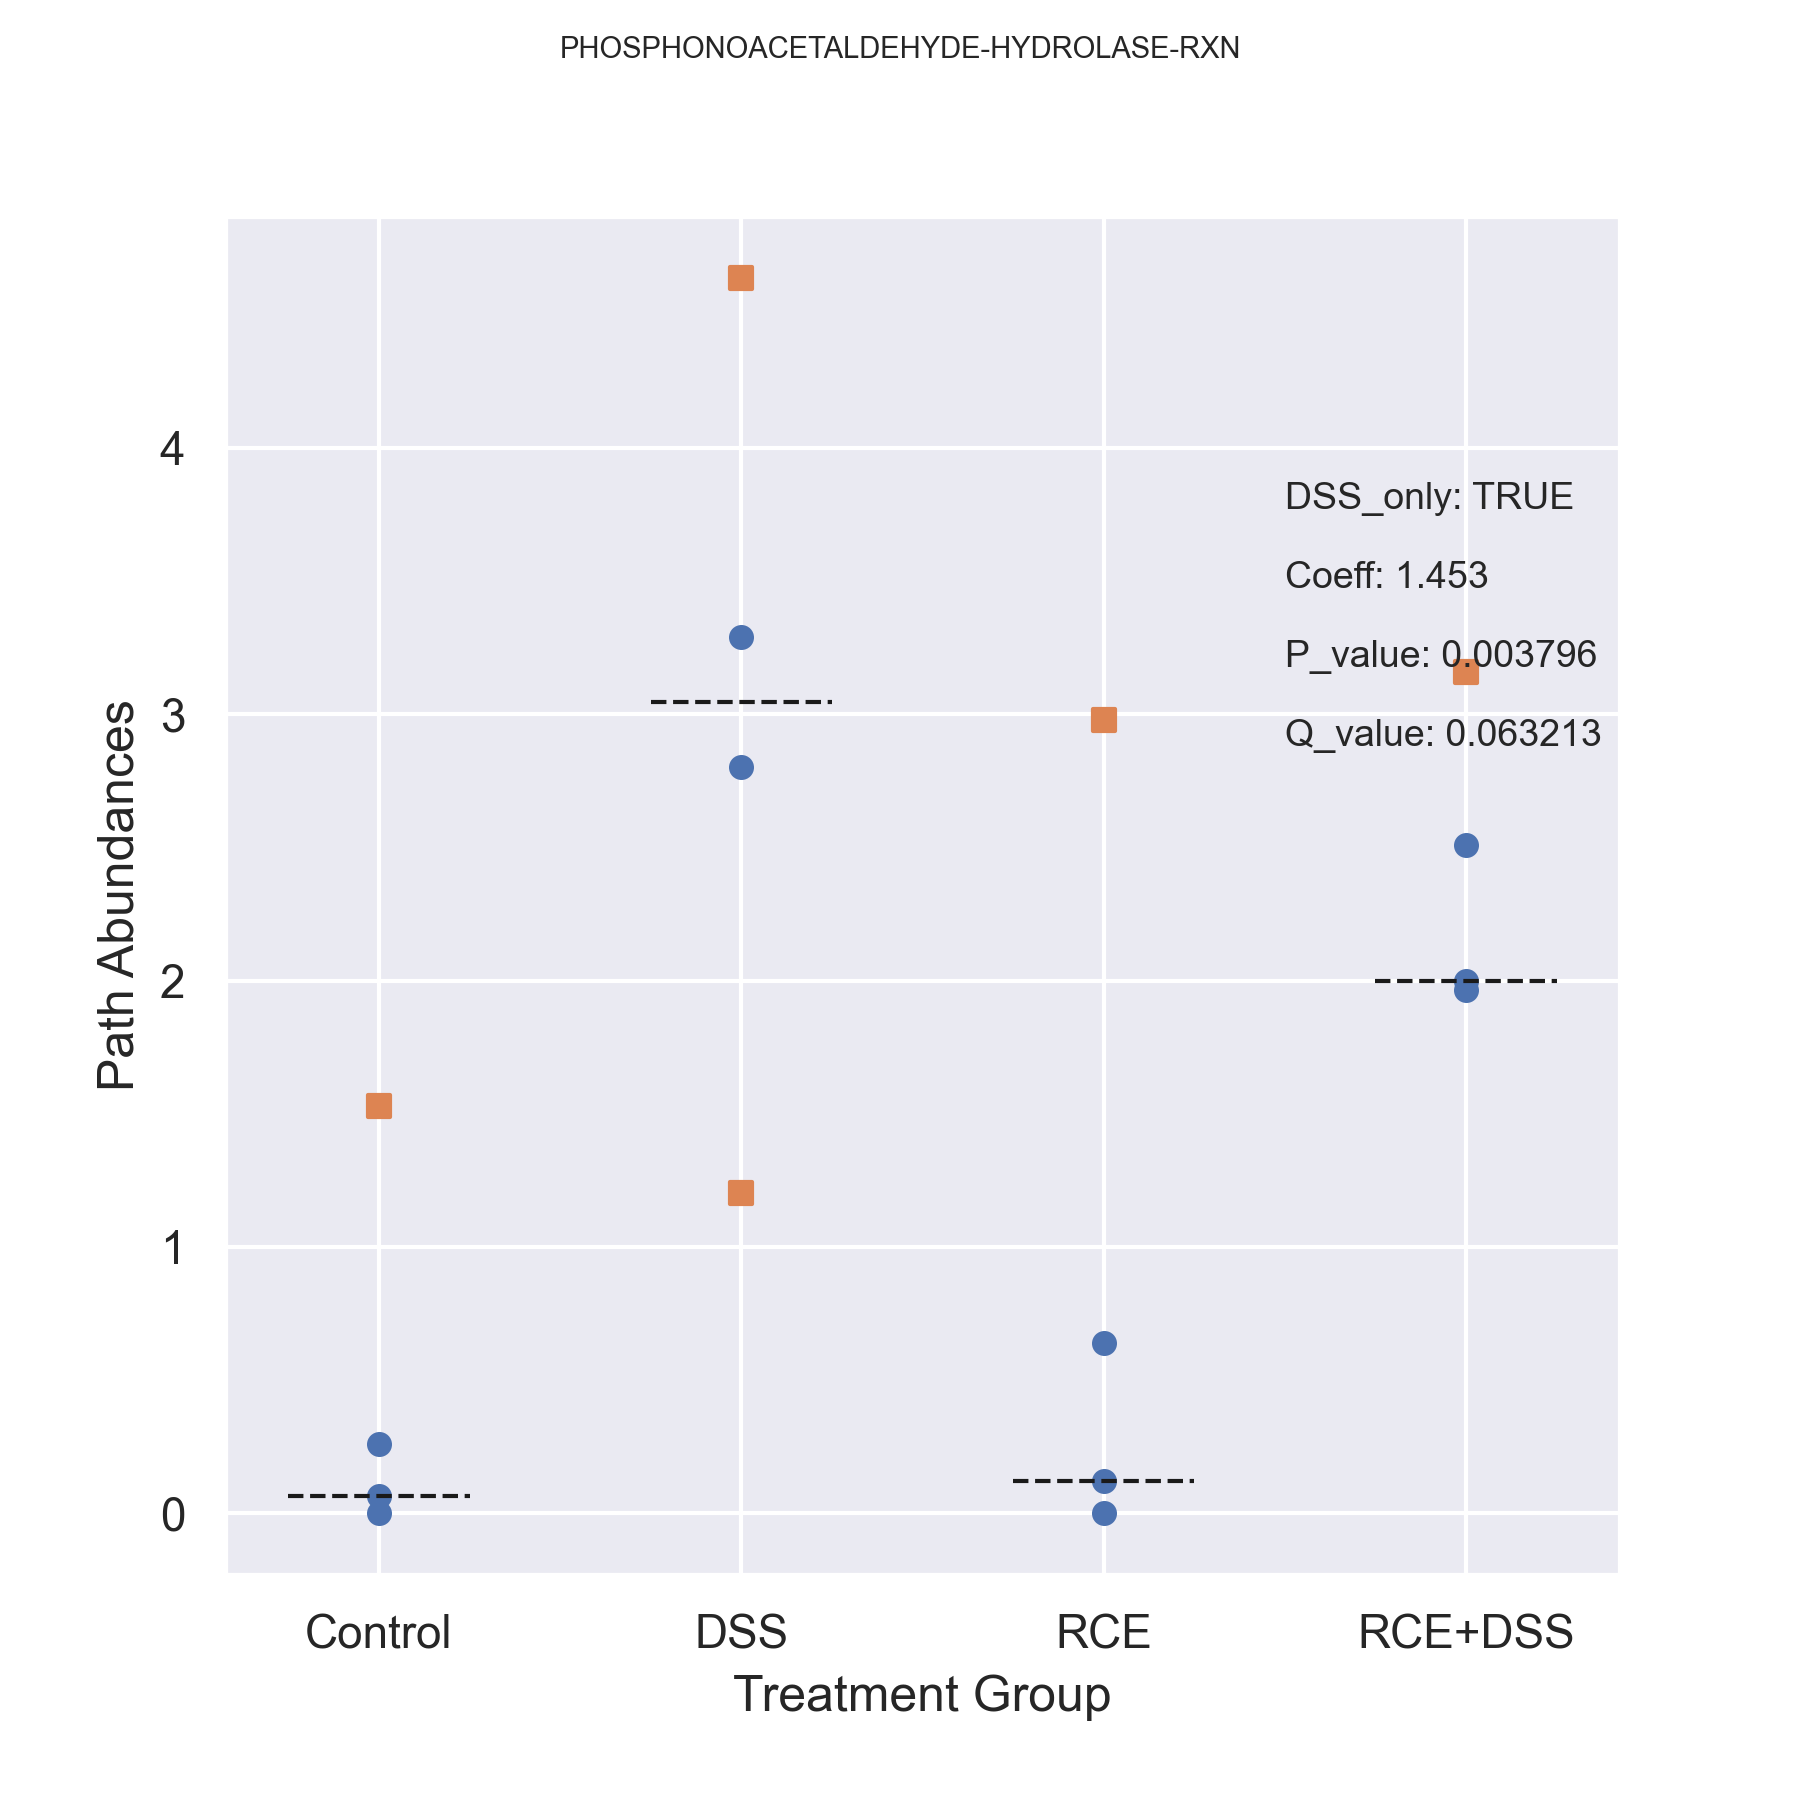 PHOSPHONOACETALDEHYDE-HYDROLASE-RXN
4
DSS_only: TRUE
Coeff: 1.453
P_value: 0.003796
3
Q_value: 0.063213
Path Abundances
2
1
0
Control DSS RCE RCE+DSS
Treatment Group